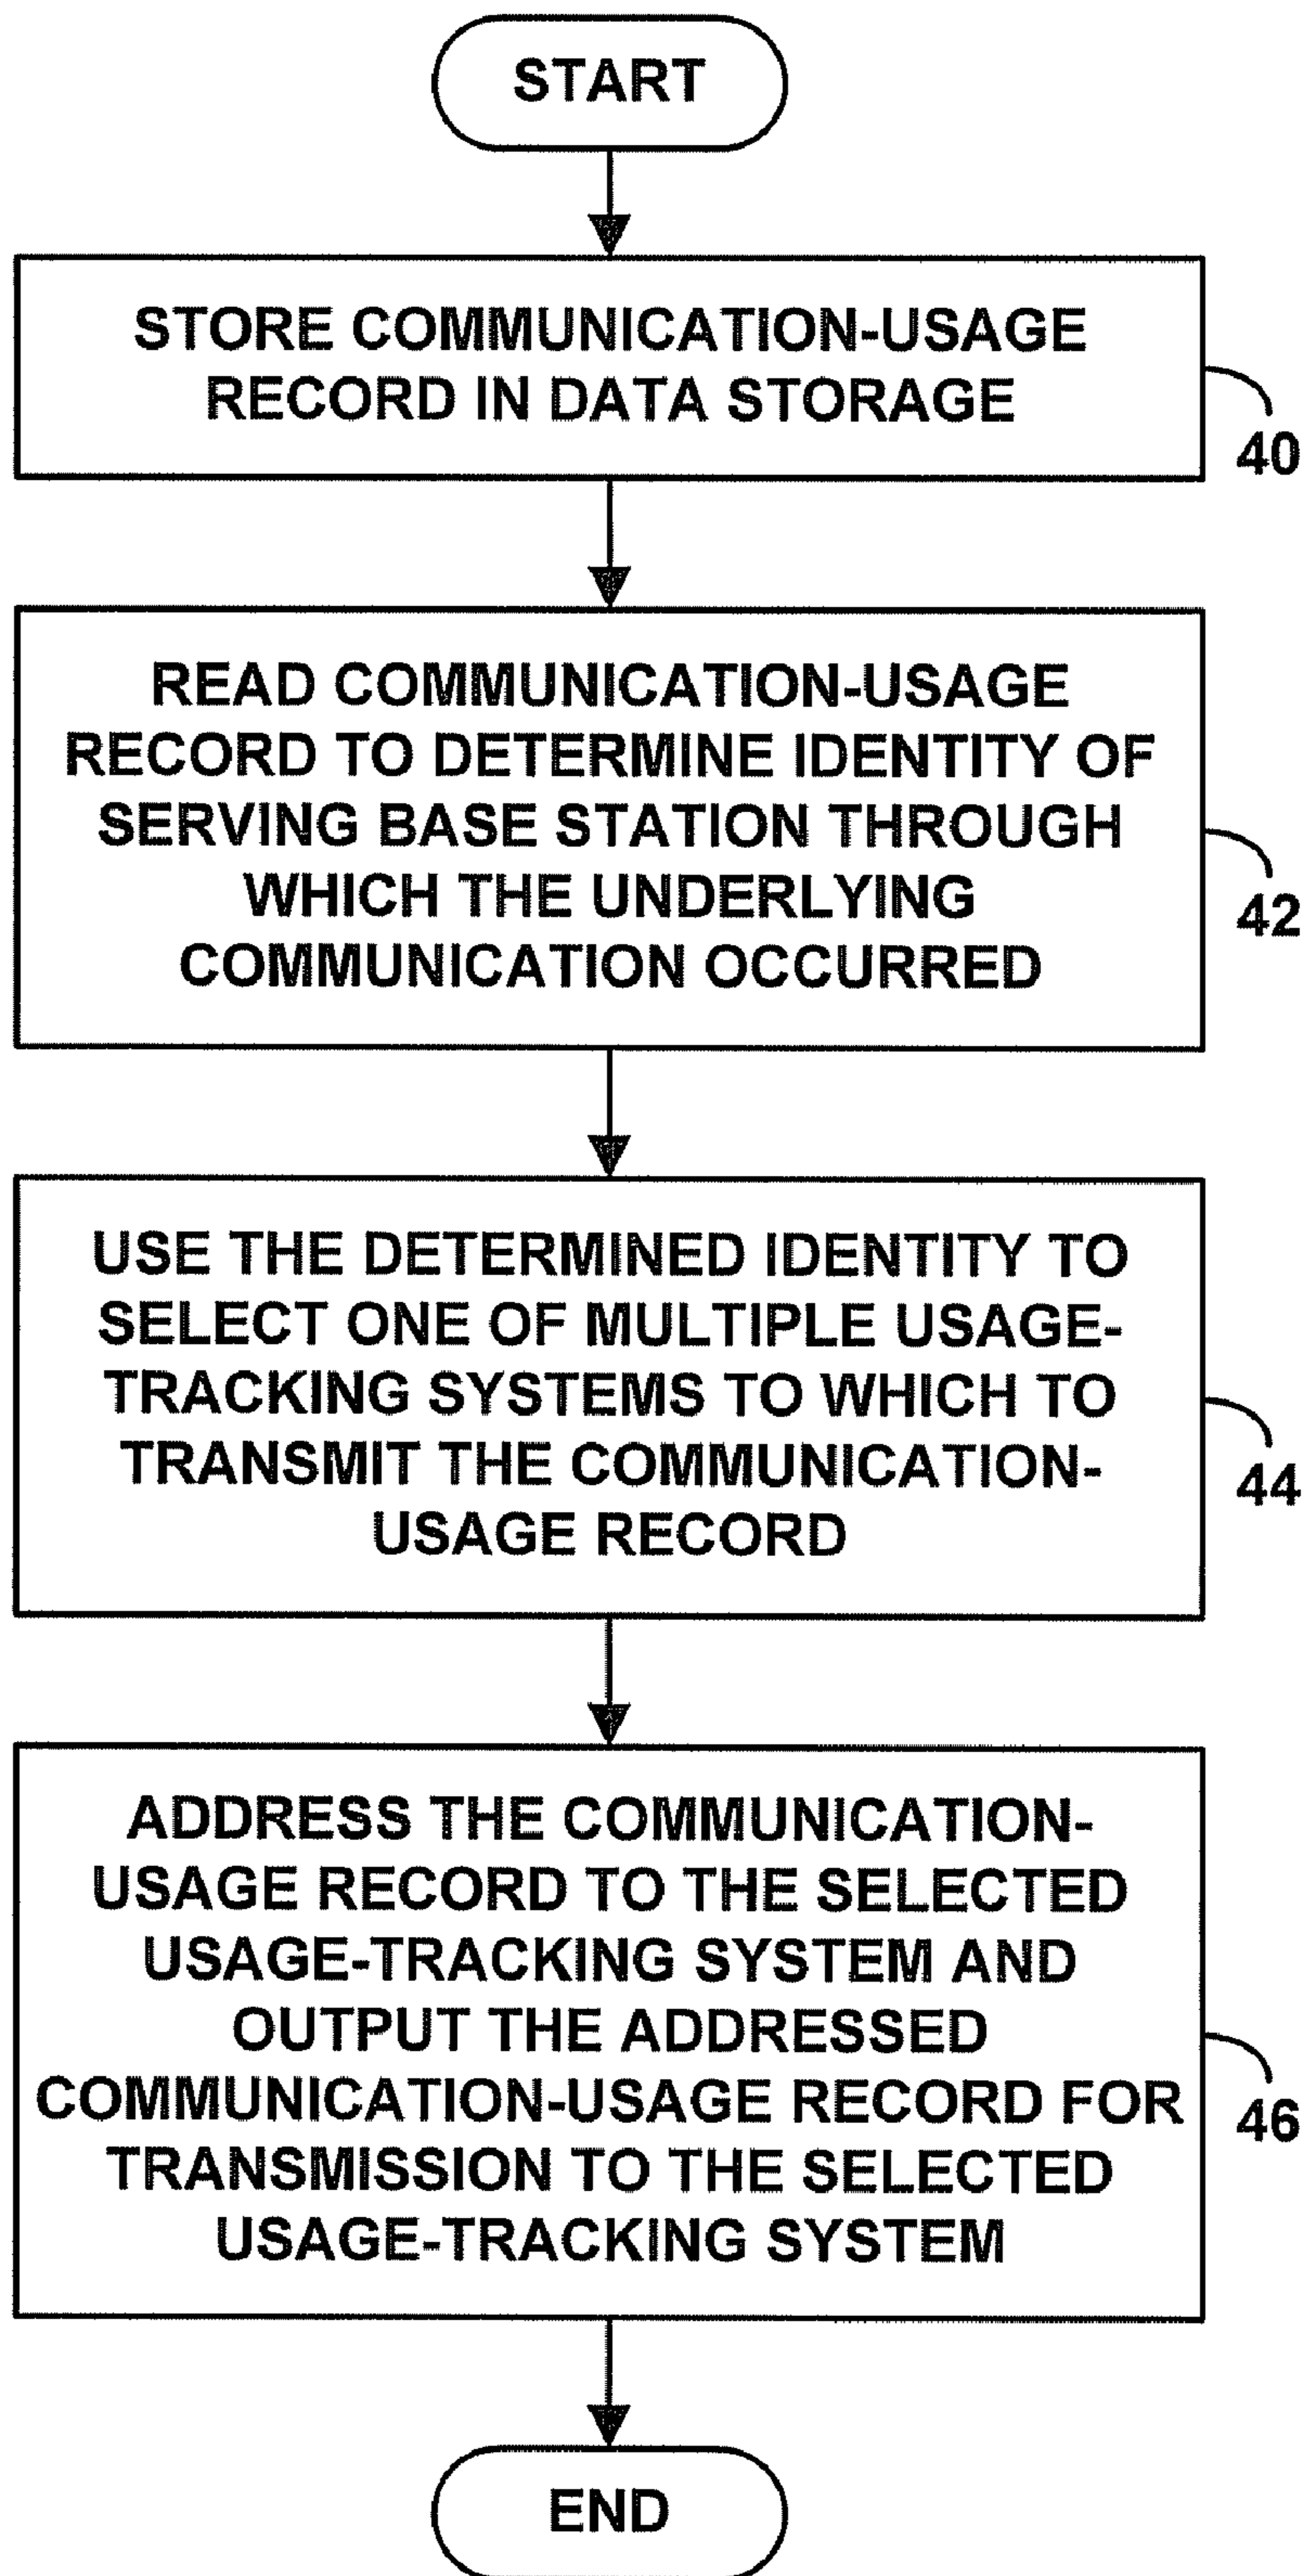 START
STORE COMMUNICATION-USAGE
RECORD IN DATA STORAGE
40
READ COMMUNICATION-USAGE
RECORD TO DETERMINE IDENTITY OF
SERVING BASE STATION THROUGH
WHICH THE UNDERLYING
COMMUNICATION OCCURRED
42
USE THE DETERMINED IDENTITY TO
SELECT ONE OF MULTIPLE USAGE-
TRACKING SYSTEMS TO WHICH TO
TRANSMIT THE COMMUNICATION-
USAGE RECORD
44
ADDRESS THE COMMUNICATION-
USAGE RECORD TO THE SELECTED
USAGE-TRACKING SYSTEM AND
OUTPUT THE ADDRESSED
COMMUNICATION-USAGE RECORD FOR
TRANSMISSION TO THE SELECTED
USAGE-TRACKING SYSTEM
46
END